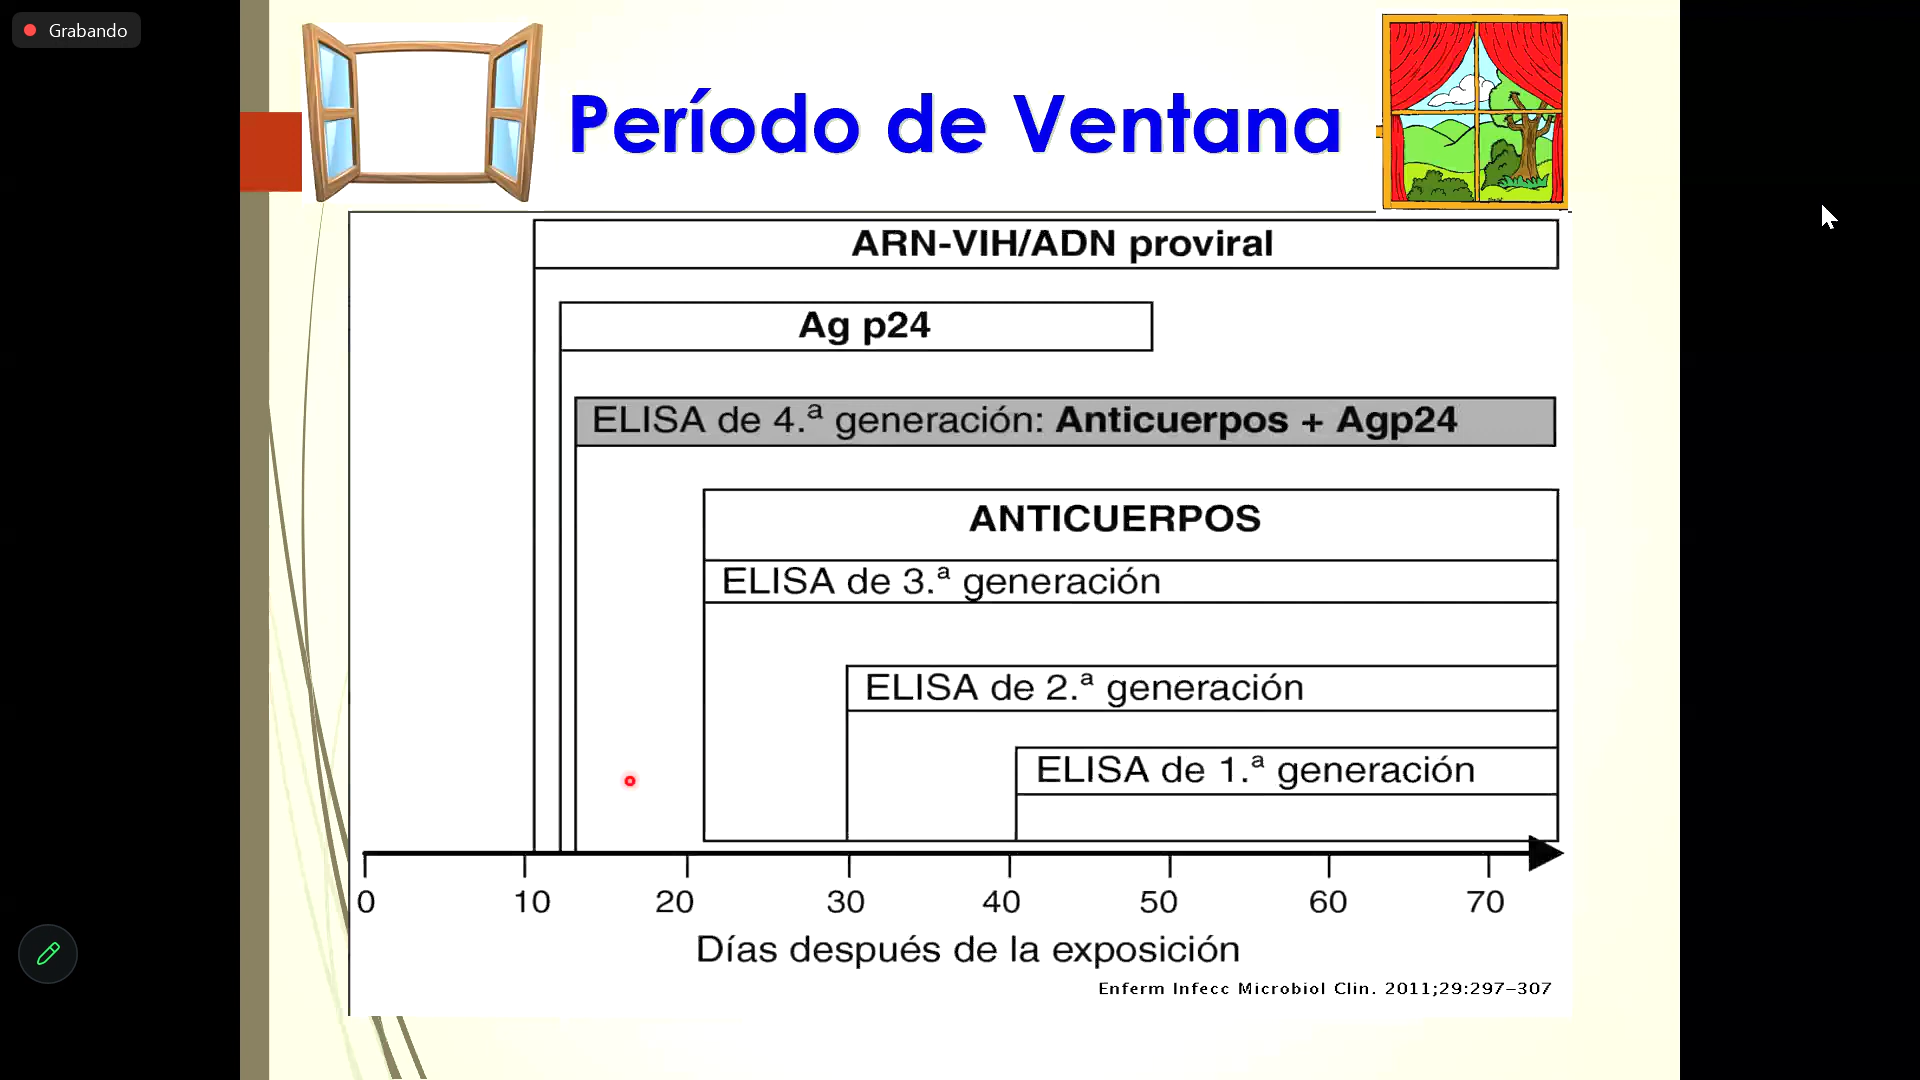 Grabando
Período de Ventana
ARN-VIH/ADN proviral
Ag p24
ELISA de 4.ª generación: Anticuerpos + Agp24
ANTICUERPOS
ELISA de 3.ª generación
ELISA de 2.ª generación
ELISA de 1.ª generación
0 10 20 30 40 50 60 70
Días después de la exposición
Enferm Infecc Microbiol Clin. 2011;29:297–307